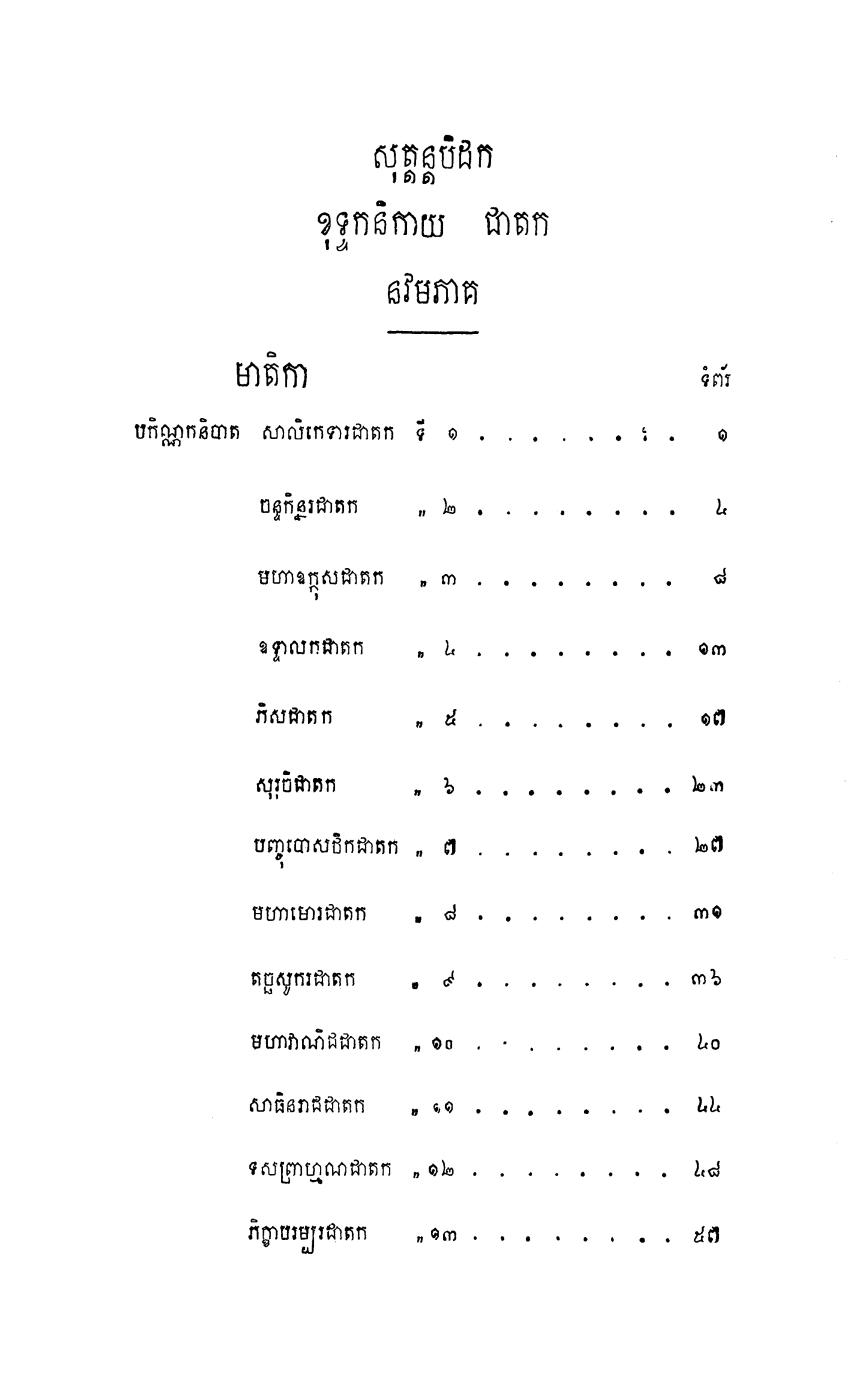 សុត្តន្តបិដក
ខុទ្ទកនិកាយ ជាតក
នវមភាគ
មាតិកា ទំព័រ
បកិណ្ណកនិបាត សាលិកេទារជាតក ទី ១ . . . . . . . . ១
ចន្ទកិន្នរជាតក „ ២ . . . . . . . . ៤
មហាឧក្កុសជាតក „ ៣ . . . . . . . . ៨
ឧទ្ទាលកជាតក „ ៤ . . . . . . . . ១៣
ភិសជាតក „ ៥ . . . . . . . . ១៧
សុរុចិជាតក „ ៦ . . . . . . . . ២៣
បញ្ចុបោសថិកជាតក „ ៧ . . . . . . . . ២៧
មហាមោរជាតក „ ៨ . . . . . . . . ៣១
តច្ឆសូករជាតក „ ៩ . . . . . . . . ៣៦
មហាវាណិជជាតក „ ១០ . . . . . . . . ៤០
សាធិនរាជជាតក „ ១១ . . . . . . . . ៤៤
ទសព្រាហ្មណជាតក „ ១២ . . . . . . . . ៤៨
ភិក្ខាបរម្បរជាតក „ ១៣ . . . . . . . . ៥៧